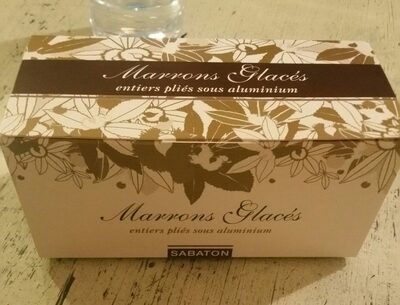 Marrons Glacés
entiers pliés sous aluminium
Marrons Glacés
entiers pliés sous aluminium
SABATON